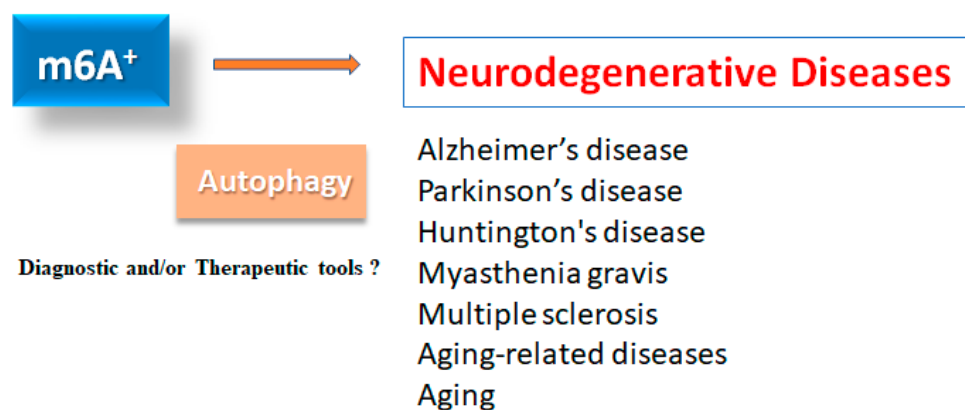 m6A⁺
Neurodegenerative Diseases
Autophagy
Diagnostic and/or Therapeutic tools ?
Alzheimer’s disease
Parkinson’s disease
Huntington's disease
Myasthenia gravis
Multiple sclerosis
Aging-related diseases
Aging